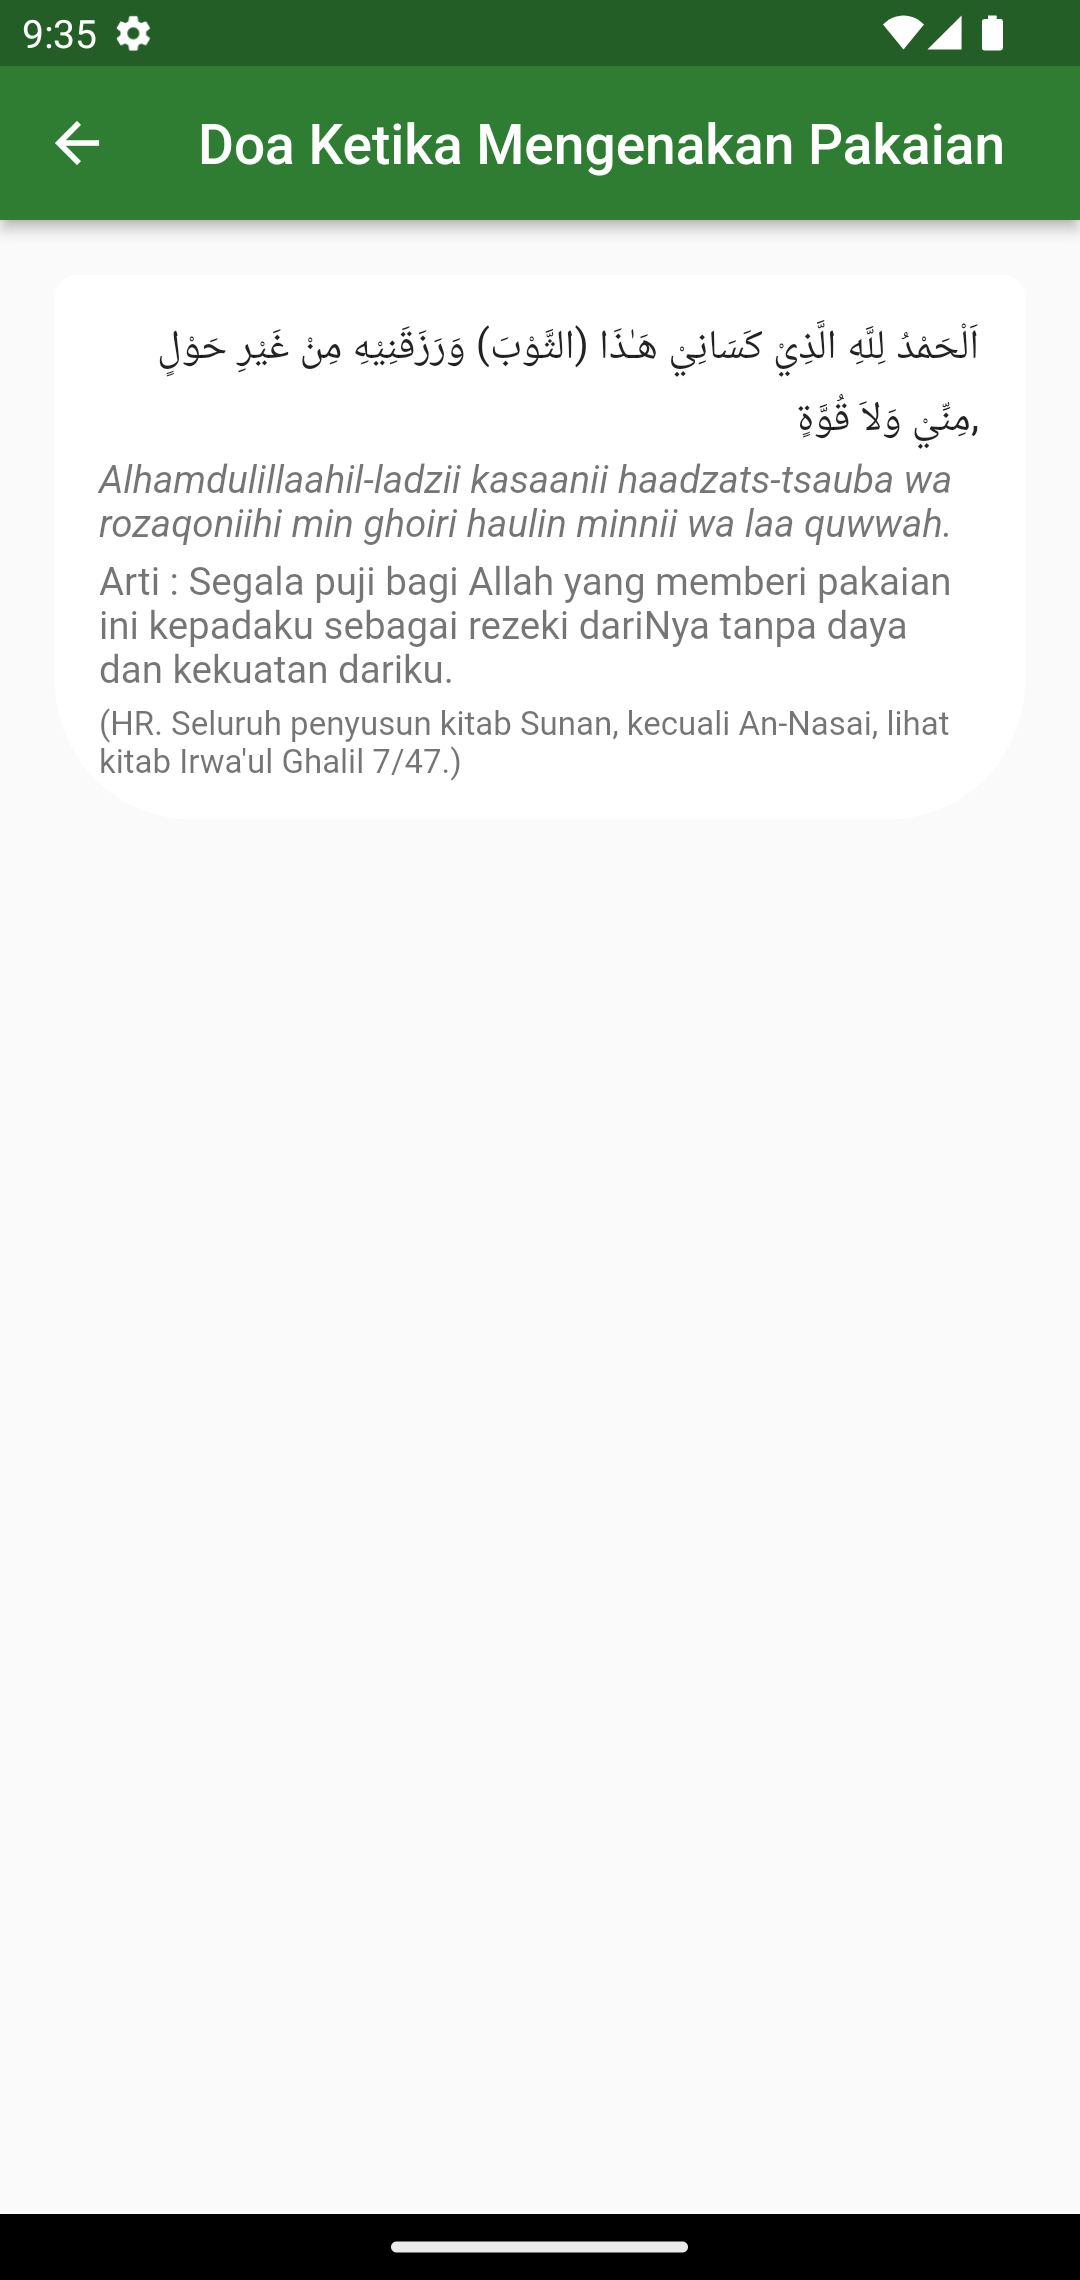 9:35
Doa Ketika Mengenakan Pakaian
اَلْحَمْدُ لِلَّهِ الَّذِيْ كَسَانِيْ هَـٰذَا (الثَّوْبَ) وَرَزَقَنِيْهِ مِنْ غَيْرِ حَوْلٍ
,مِنِّيْ وَلاَ قُوَّةٍ
Alhamdulillaahil-ladzii kasaanii haadzats-tsauba wa
rozaqoniihi min ghoiri haulin minnii wa laa quwwah.
Arti : Segala puji bagi Allah yang memberi pakaian
ini kepadaku sebagai rezeki dariNya tanpa daya
dan kekuatan dariku.
(HR. Seluruh penyusun kitab Sunan, kecuali An-Nasai, lihat
kitab Irwa'ul Ghalil 7/47.)